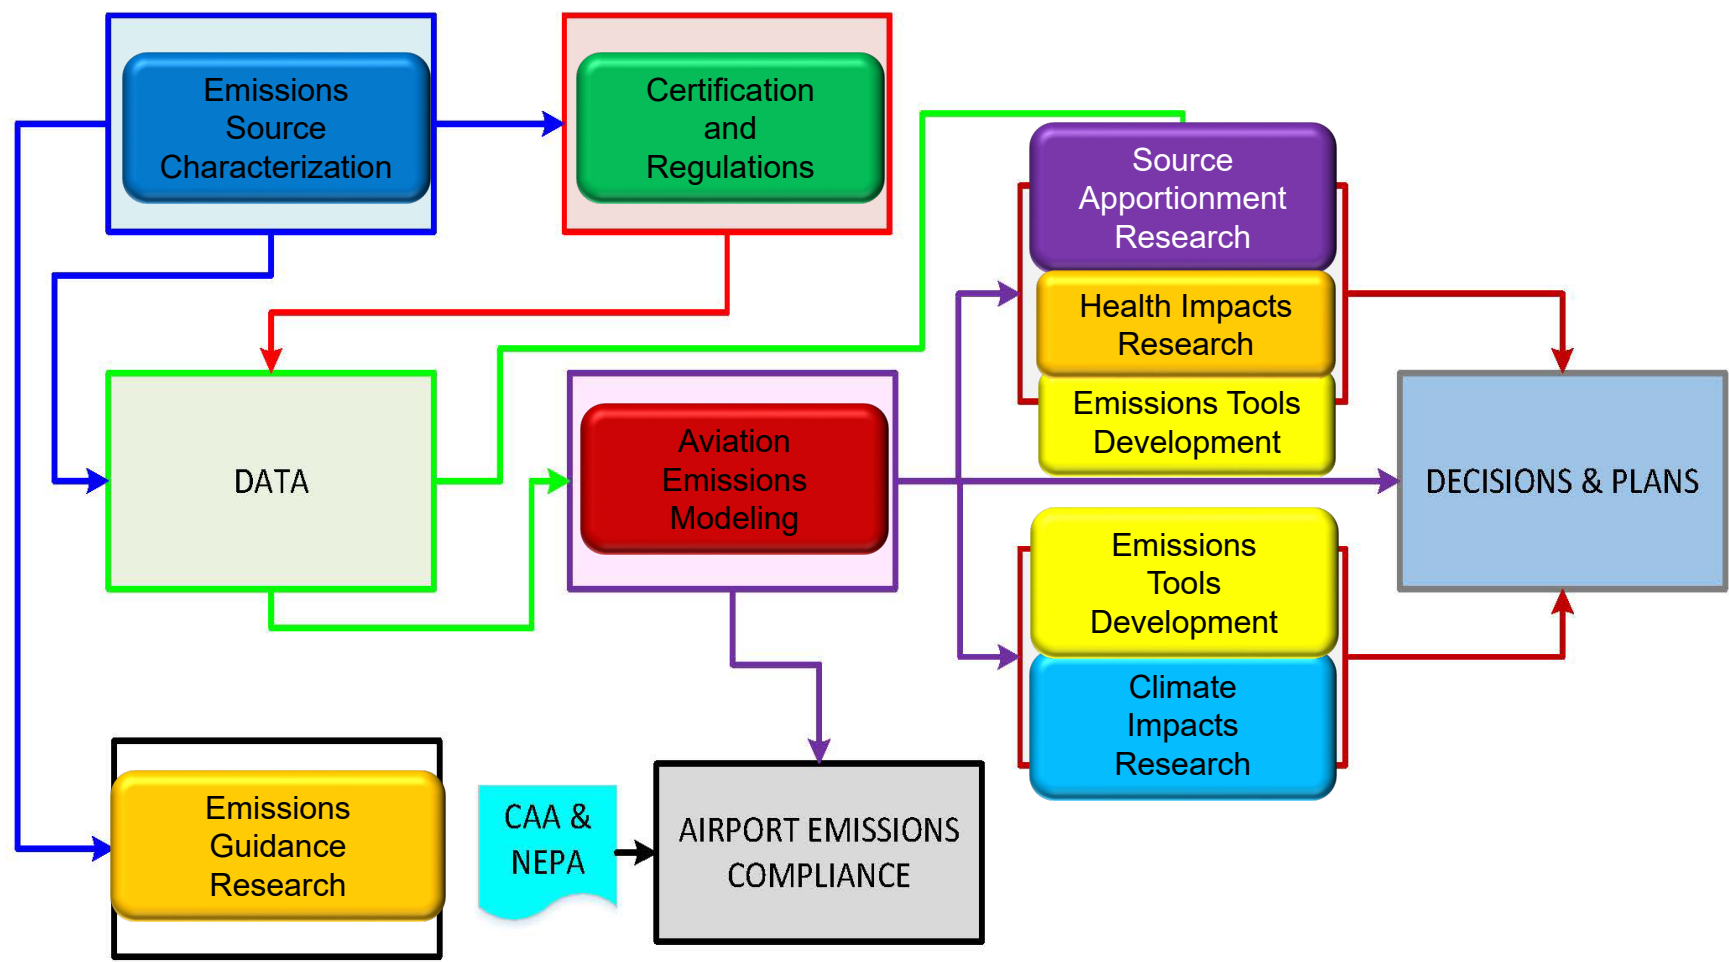 Emissions
Source
Characterization
Certification
and
Regulations
Source
Apportionment
Research
Health Impacts
Research
Emissions Tools
Development
DATA
Aviation
Emissions
Modeling
DECISIONS & PLANS
Emissions
Tools
Development
Climate
Impacts
Research
Emissions
Guidance
Research
CAA &
NEPA
AIRPORT EMISSIONS
COMPLIANCE